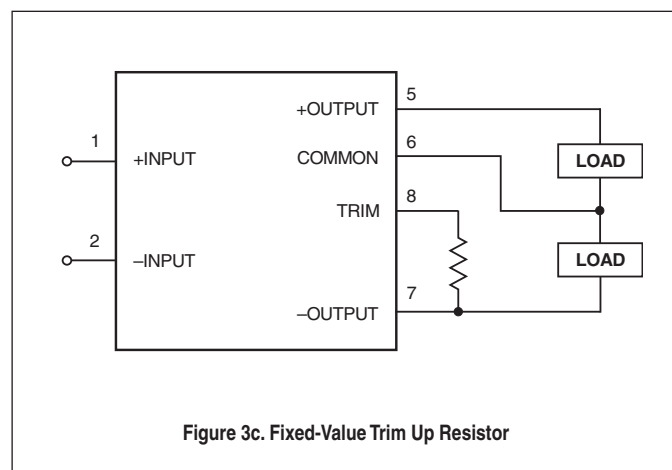 5
+OUTPUT
1
6
+INPUT
COMMON
LOAD
8
TRIM
2
–INPUT
LOAD
7
–OUTPUT
Figure 3c. Fixed-Value Trim Up Resistor